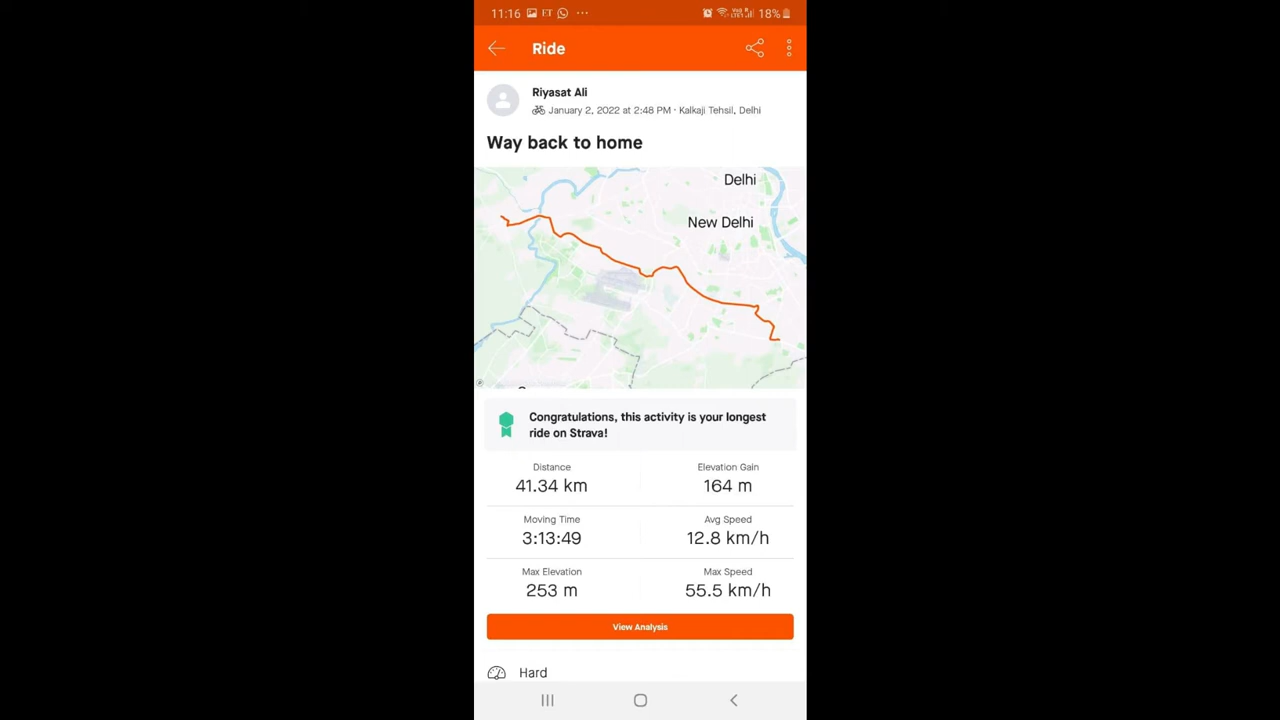 11:16 ET ... 18%
Ride
Riyasat Ali
January 2, 2022 at 2:48 PM · Kalkaji Tehsil, Delhi
Way back to home
Delhi
New Delhi
Congratulations, this activity is your longest
ride on Strava!
Distance Elevation Gain
41.34 km 164 m
Moving Time Avg Speed
3:13:49 12.8 km/h
Max Elevation Max Speed
253 m 55.5 km/h
View Analysis
Hard